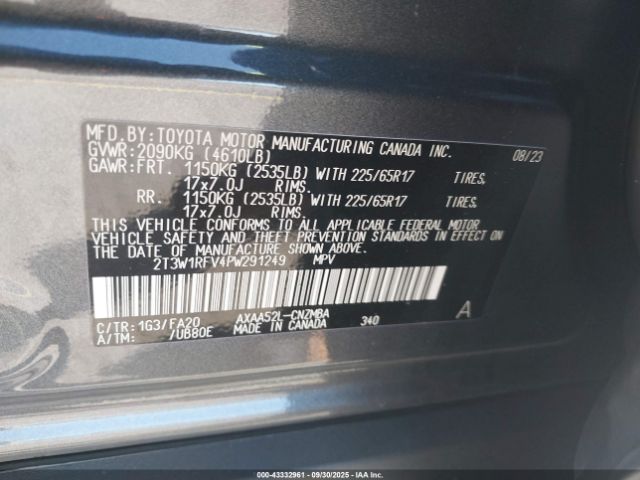 MFD. BY: TOYOTA MOTOR MANUFACTURING CANADA INC. 08/23
GVWR: 2090KG (4610LB)
GAWR: FRT. 1150KG (2535LB) WITH 225/65R17 TIRES,
17x7.0J RIMS.
RR. 1150KG (2535LB) WITH 225/65R17 TIRES,
17x7.0J RIMS.
THIS VEHICLE CONFORMS TO ALL APPLICABLE FEDERAL MOTOR
VEHICLE SAFETY AND THEFT PREVENTION STANDARDS IN EFFECT ON
THE DATE OF MANUFACTURE SHOWN ABOVE.
2T3W1RFV4PW291249 MPV
C/TR: 1G3/FA20 AXAA52L-CNZMBA 340 A
A/TM: /UB80E MADE IN CANADA
000-43332961 - 09/30/2025 - IAAI.com